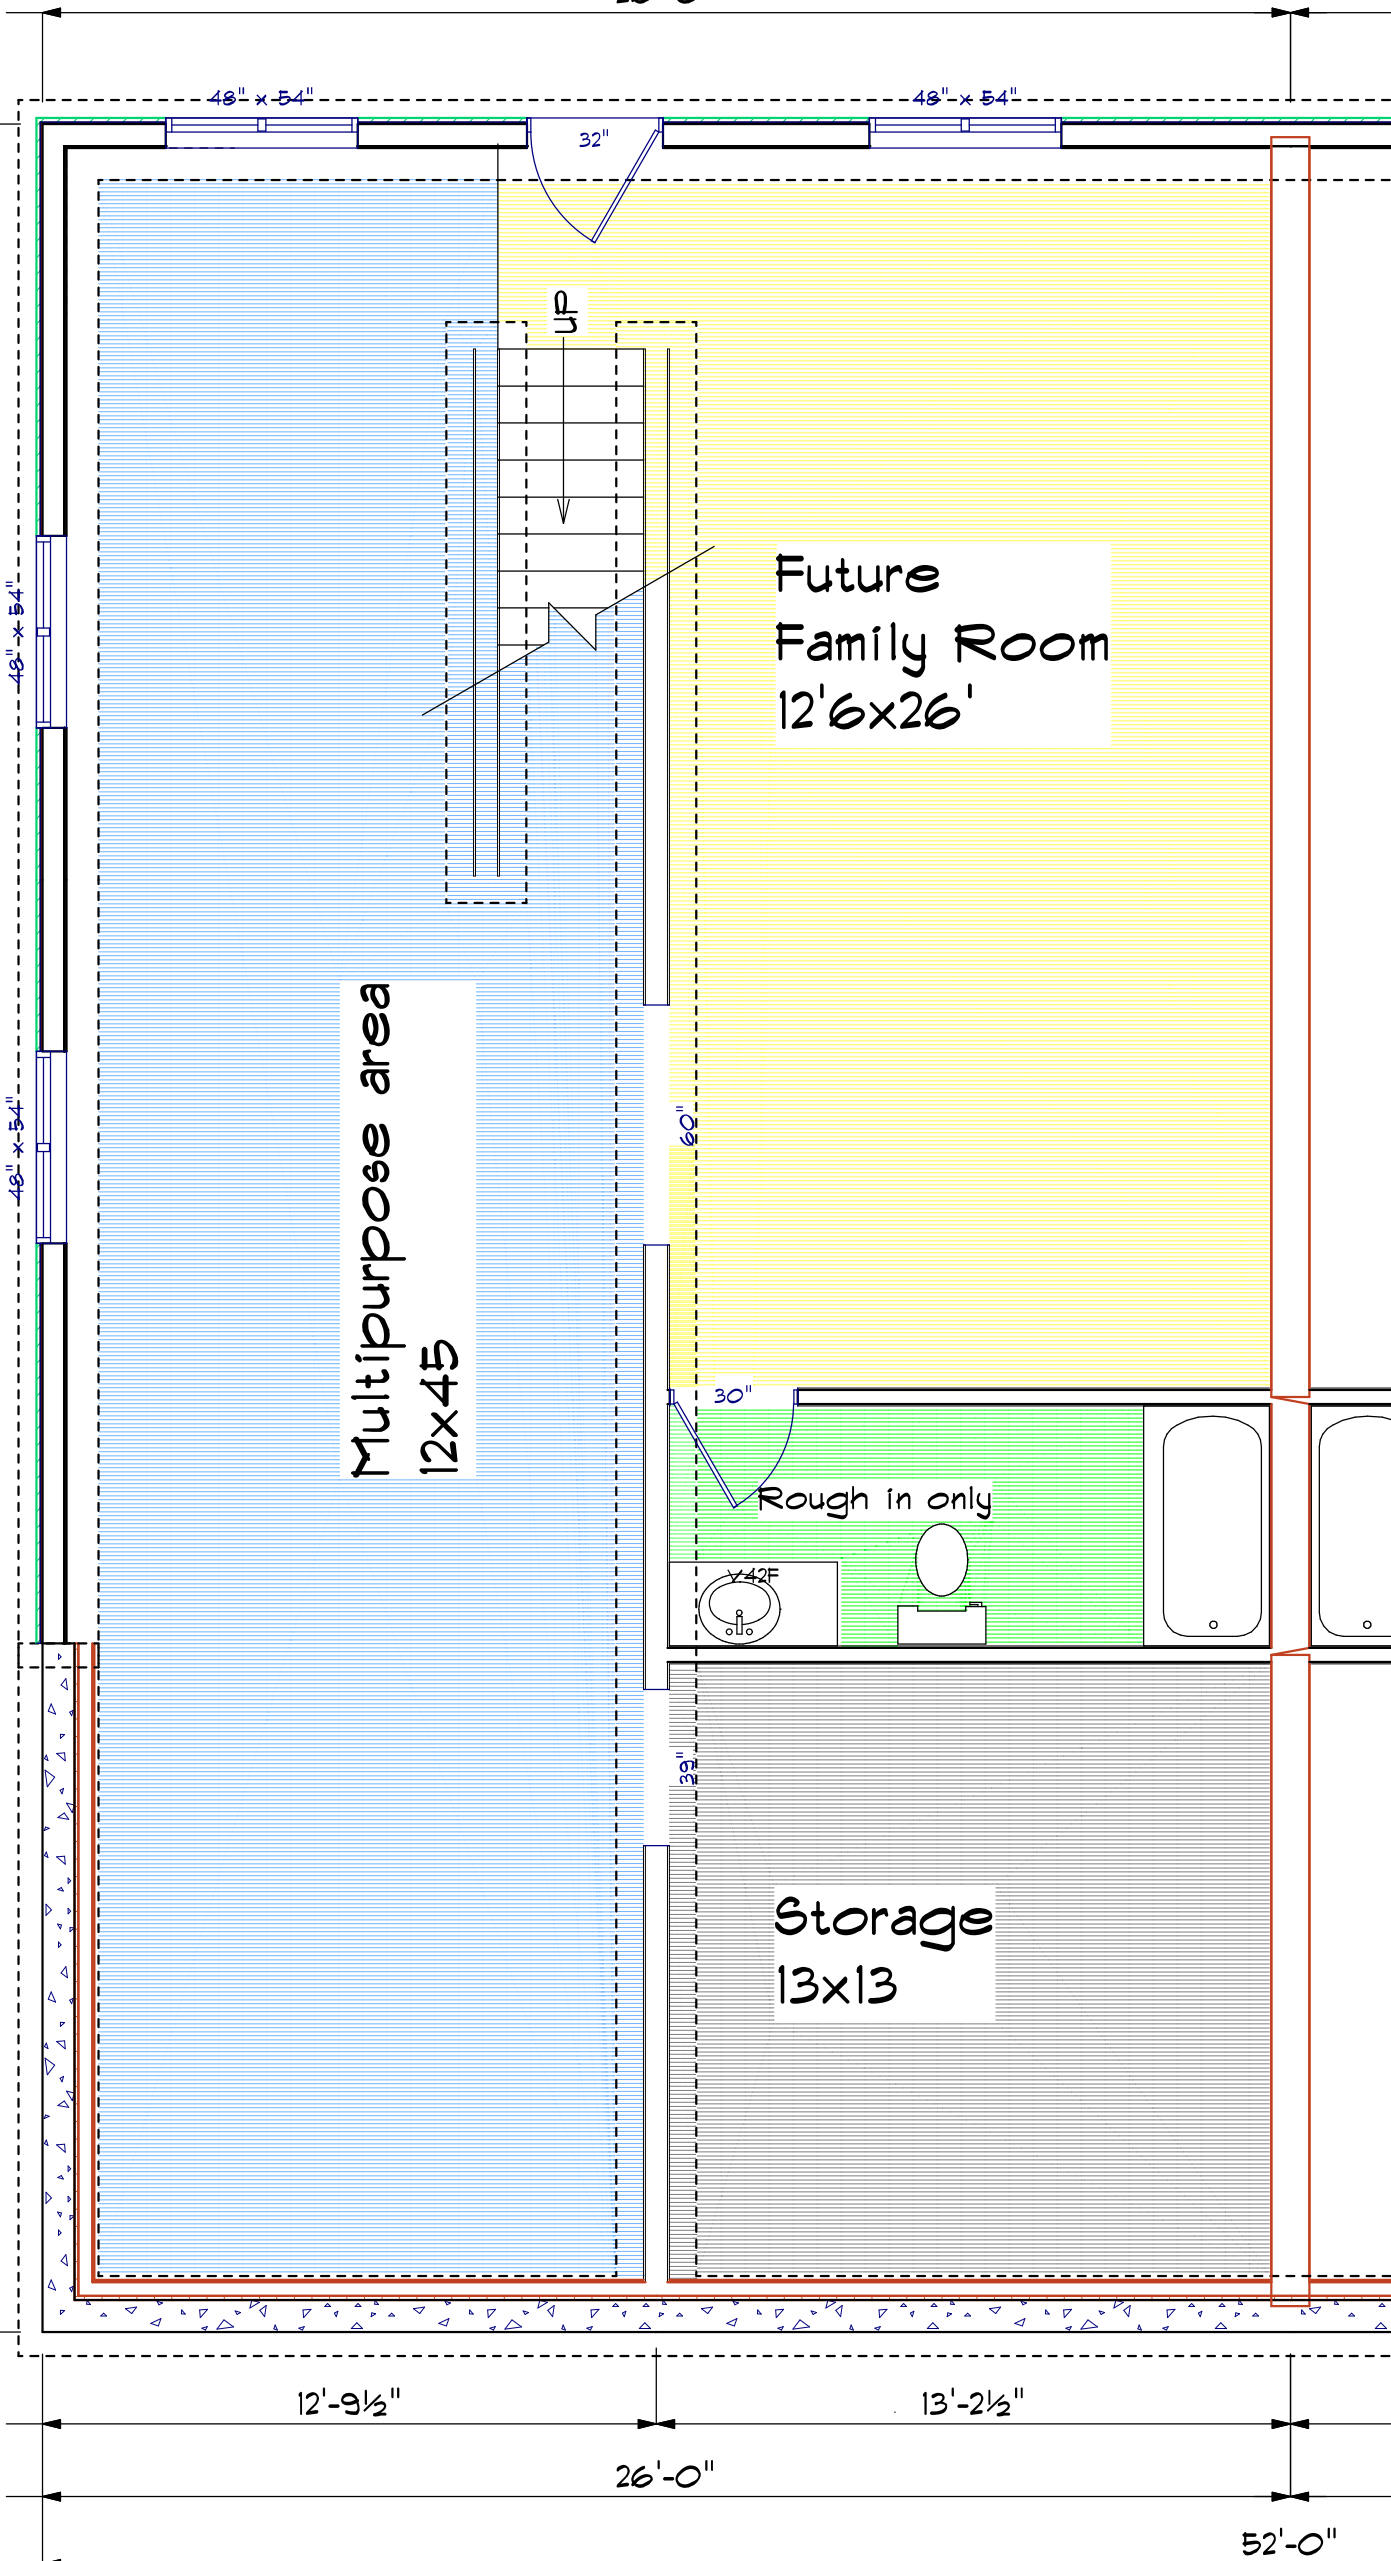 48" x 54"
48" x 54"
32"
UP
48" x 54"
Future
Family Room
12'6x26'
Multipurpose area
12x45
48" x 54"
60"
30"
Rough in only
V42F
39"
Storage
13x13
12'-9½"
13'-2½"
26'-0"
52'-0"